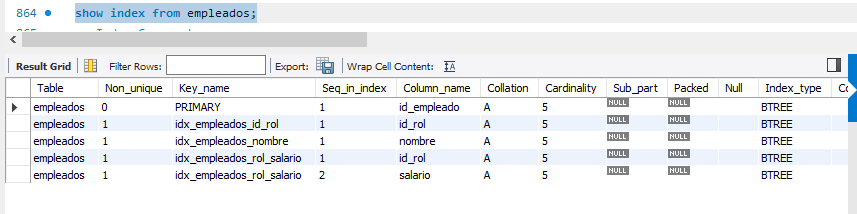 864 show index from empleados;
865
Result Grid Filter Rows: Export: Wrap Cell Content: IA
Table Non_unique Key_name Seq_in_index Column_name Collation Cardinality Sub_part Packed Null Index_type Co
empleados 0 PRIMARY 1 id_empleado A 5 NULL NULL BTREE
empleados 1 idx_empleados_id_rol 1 id_rol A 5 NULL NULL BTREE
empleados 1 idx_empleados_nombre 1 nombre A 5 NULL NULL BTREE
empleados 1 idx_empleados_rol_salario 1 id_rol A 5 NULL NULL BTREE
empleados 1 idx_empleados_rol_salario 2 salario A 5 NULL NULL BTREE